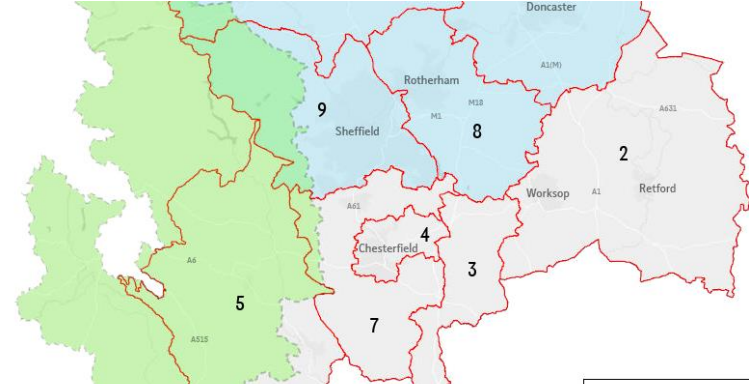 Doncaster
A1(M)
Rotherham
9
M18
A631
M1
Sheffield
8
2
Worksop
A1
Retford
A61
4
Chesterfield
A6
3
5
7
A515